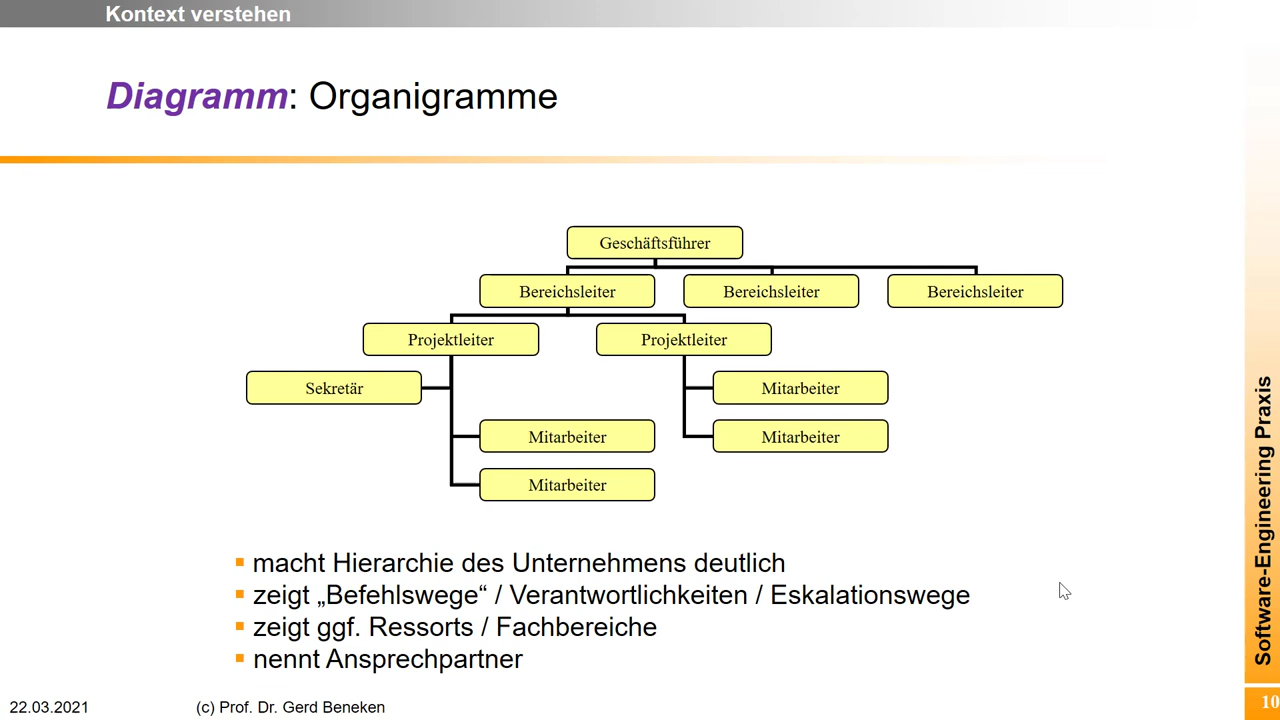 Kontext verstehen
Diagramm: Organigramme
Geschäftsführer
Bereichsleiter Bereichsleiter Bereichsleiter
Projektleiter Projektleiter
Sekretär Mitarbeiter
Mitarbeiter Mitarbeiter
Mitarbeiter
macht Hierarchie des Unternehmens deutlich
zeigt „Befehlswege“ / Verantwortlichkeiten / Eskalationswege
zeigt ggf. Ressorts / Fachbereiche
nennt Ansprechpartner
Software-Engineering Praxis
22.03.2021 (c) Prof. Dr. Gerd Beneken 10